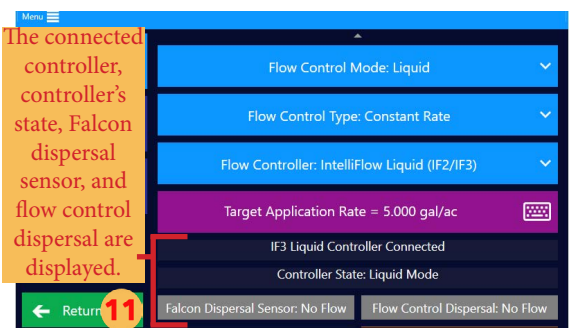 Menu
The connected
controller,
controller's
state, Falcon
dispersal
sensor, and
flow control
dispersal are
displayed.
Flow Control Mode: Liquid
Flow Control Type: Constant Rate
Flow Controller: IntelliFlow Liquid (IF2/IF3)
Target Application Rate = 5.000 gal/ac
IF3 Liquid Controller Connected
Controller State: Liquid Mode
Return
11
Falcon Dispersal Sensor: No Flow
Flow Control Dispersal: No Flow